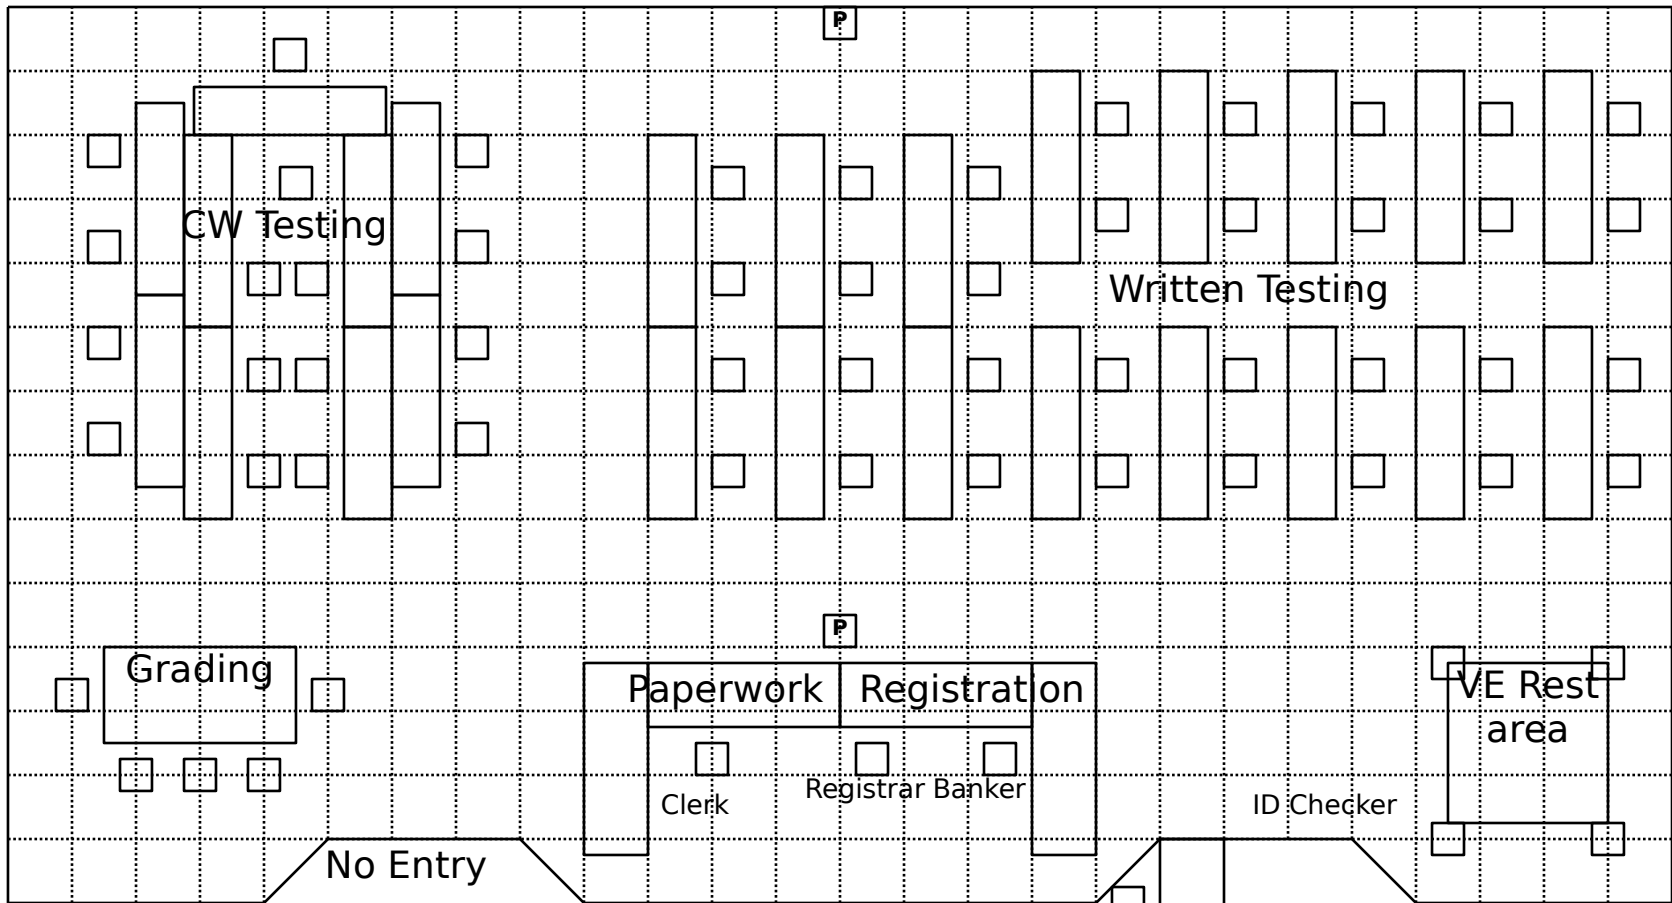 P
CW Testing
Written Testing
P
Grading
Paperwork
Registration
VE Rest
area
Registrar Banker
Clerk
ID Checker
No Entry